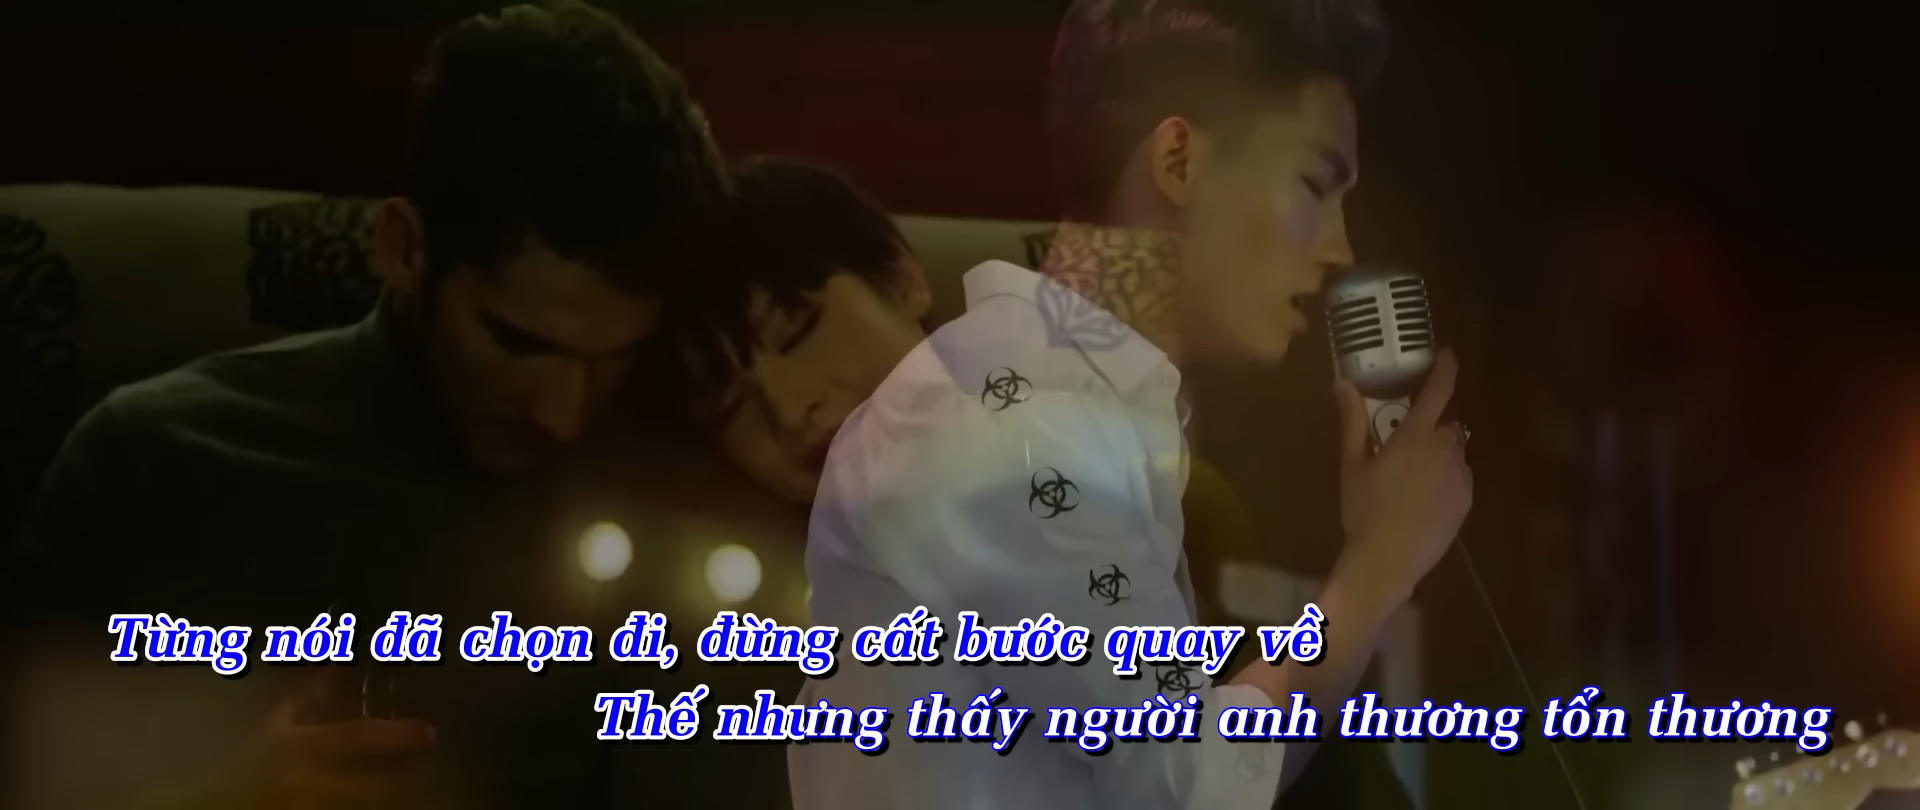 Từng nói đã chọn đi, đừng cất bước quay về
Thế nhưng thấy người anh thương tổn thương